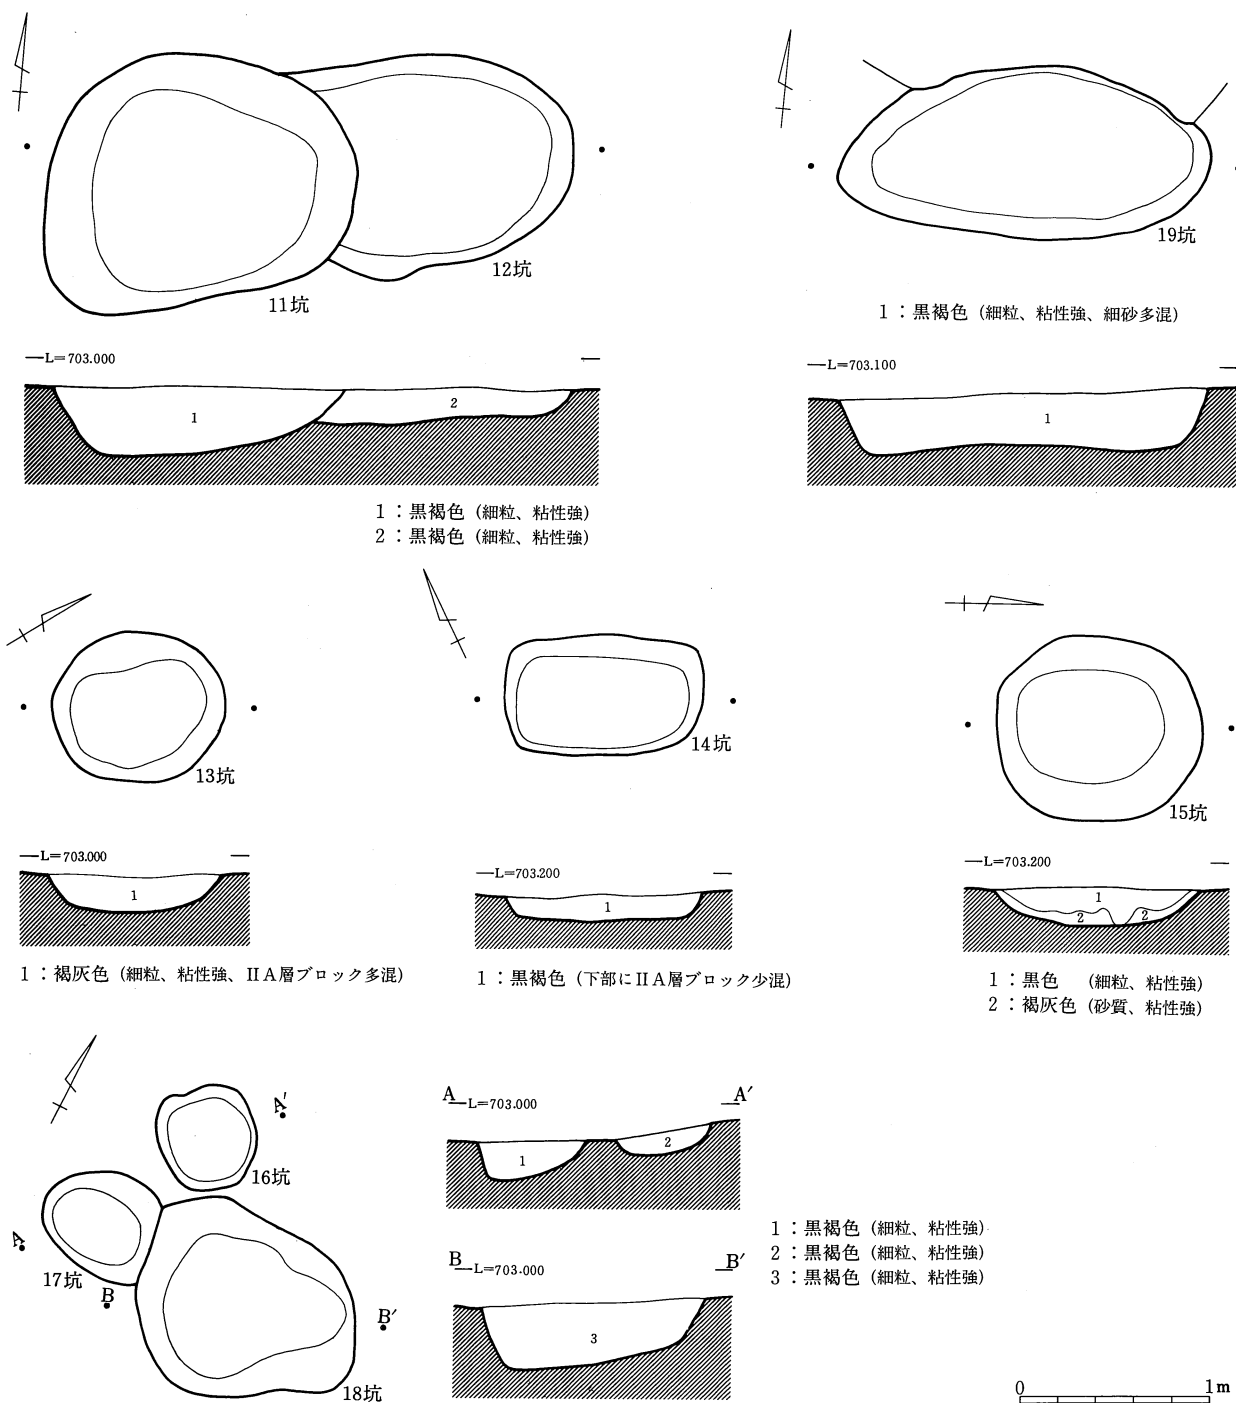 11坑
12坑
19坑
1：黒褐色（細粒、粘性強、細砂多混）
L=703.000
1
2
1：黒褐色（細粒、粘性強）
2：黒褐色（細粒、粘性強）
L=703.100
1
13坑
14坑
15坑
L=703.000
1
1：褐灰色（細粒、粘性強、ⅡA層ブロック多混）
L=703.200
1
1：黒褐色（下部にⅡA層ブロック少混）
L=703.200
1
2
2
1：黒色　（細粒、粘性強）
2：褐灰色（砂質、粘性強）
A′
16坑
A
17坑
B
B′
18坑
A
L=703.000
A′
1
2
B
L=703.000
B′
3
1：黒褐色（細粒、粘性強）
2：黒褐色（細粒、粘性強）
3：黒褐色（細粒、粘性強）
0
1m